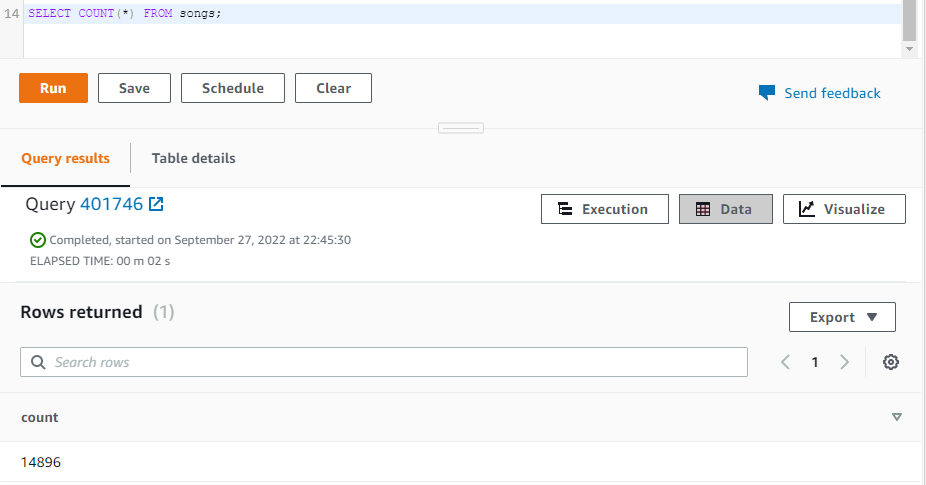 14 SELECT COUNT(*) FROM songs;
Run Save Schedule Clear Send feedback
Query results Table details
Query 401746 Execution Data Visualize
Completed, started on September 27, 2022 at 22:45:30
ELAPSED TIME: 00 m 02 s
Rows returned (1) Export
Search rows 1
count
14896